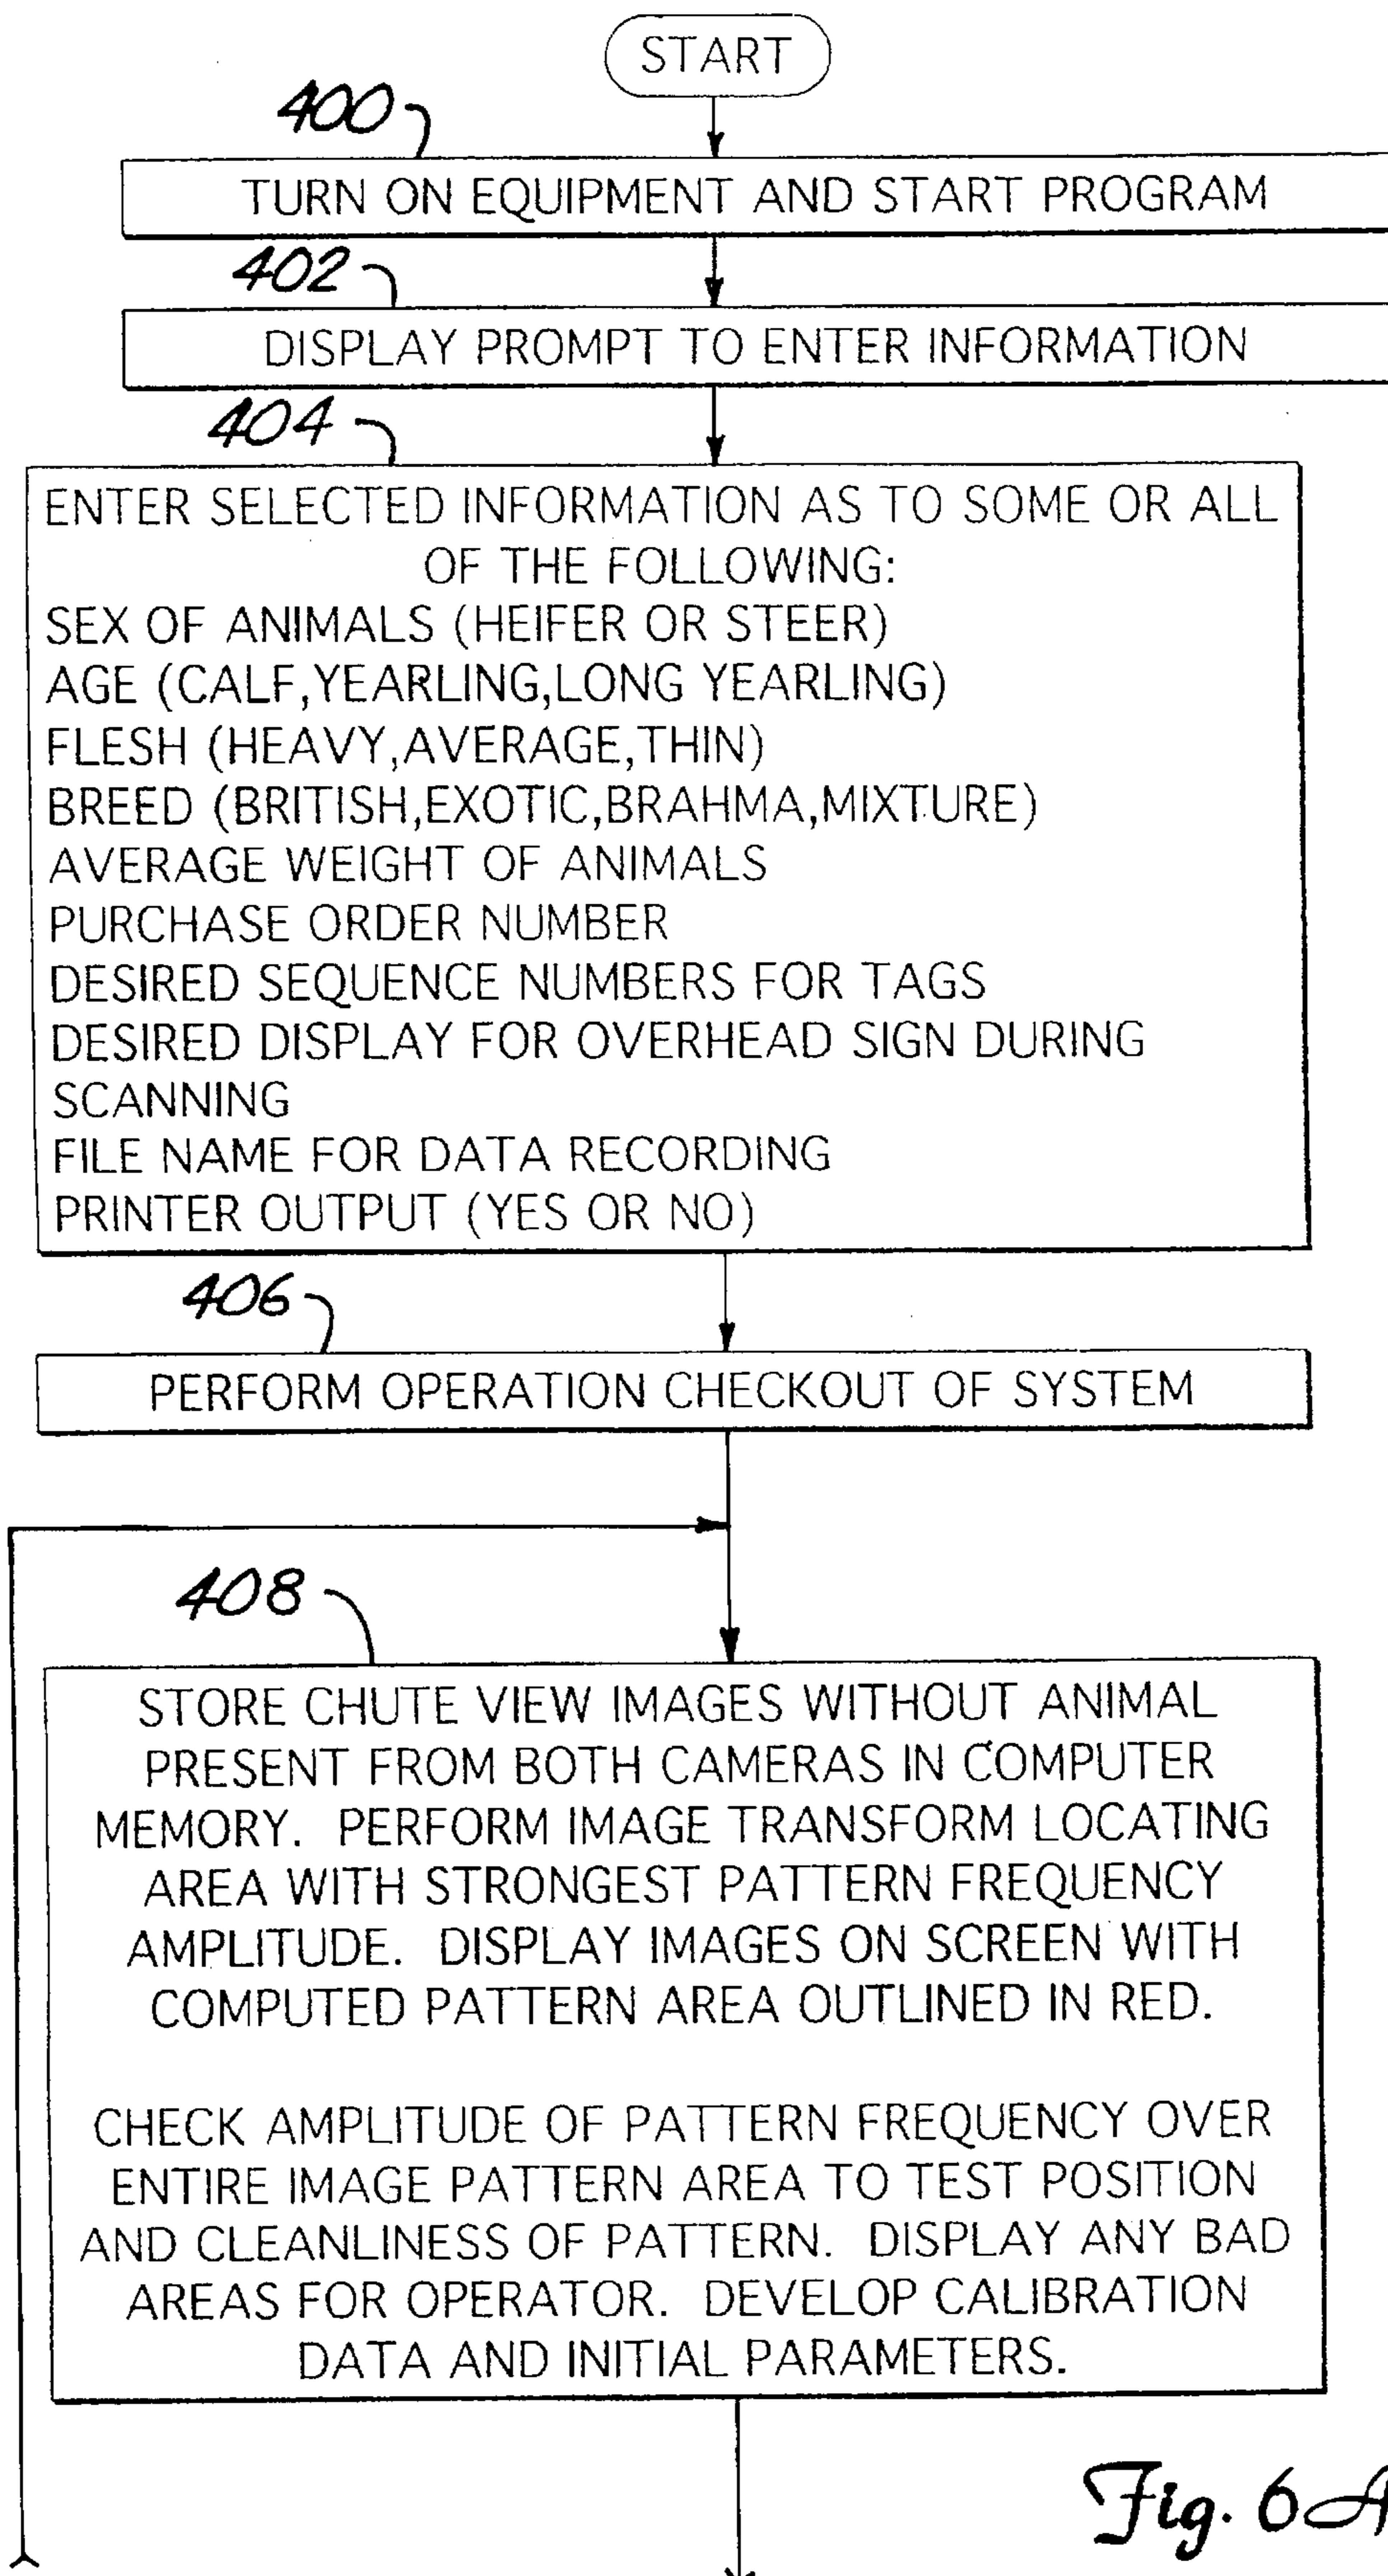 START
400
TURN ON EQUIPMENT AND START PROGRAM
402
DISPLAY PROMPT TO ENTER INFORMATION
404
ENTER SELECTED INFORMATION AS TO SOME OR ALL
OF THE FOLLOWING:
SEX OF ANIMALS (HEIFER OR STEER)
AGE (CALF,YEARLING,LONG YEARLING)
FLESH (HEAVY,AVERAGE,THIN)
BREED (BRITISH,EXOTIC,BRAHMA,MIXTURE)
AVERAGE WEIGHT OF ANIMALS
PURCHASE ORDER NUMBER
DESIRED SEQUENCE NUMBERS FOR TAGS
DESIRED DISPLAY FOR OVERHEAD SIGN DURING
SCANNING
FILE NAME FOR DATA RECORDING
PRINTER OUTPUT (YES OR NO)
406
PERFORM OPERATION CHECKOUT OF SYSTEM
408
STORE CHUTE VIEW IMAGES WITHOUT ANIMAL
PRESENT FROM BOTH CAMERAS IN COMPUTER
MEMORY. PERFORM IMAGE TRANSFORM LOCATING
AREA WITH STRONGEST PATTERN FREQUENCY
AMPLITUDE. DISPLAY IMAGES ON SCREEN WITH
COMPUTED PATTERN AREA OUTLINED IN RED.
CHECK AMPLITUDE OF PATTERN FREQUENCY OVER
ENTIRE IMAGE PATTERN AREA TO TEST POSITION
AND CLEANLINESS OF PATTERN. DISPLAY ANY BAD
AREAS FOR OPERATOR. DEVELOP CALIBRATION
DATA AND INITIAL PARAMETERS.
Fig. 6A